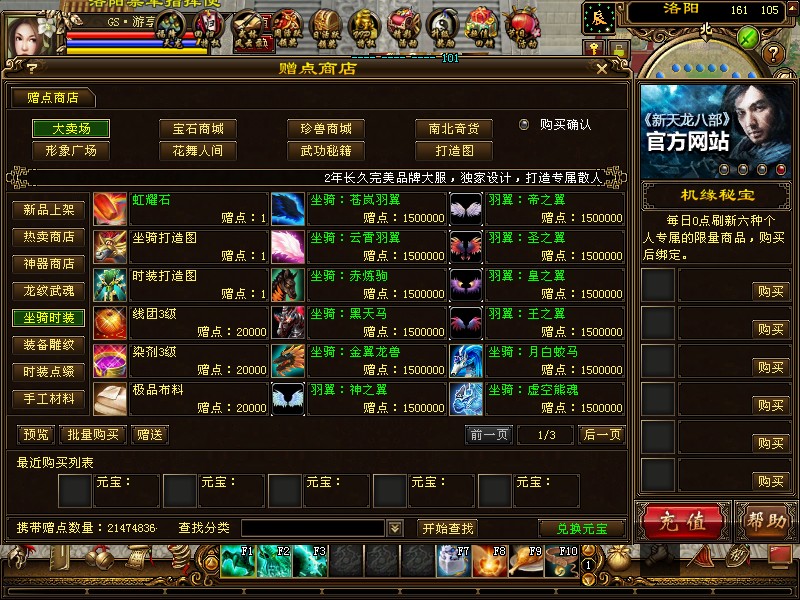 GS·游亨
洛阳
161 105
北
101
?
赠点商店
赠点商店
大卖场
宝石商城
珍兽商城
南北奇货
购买确认
形象广场
花舞人间
武功秘籍
打造图
2年长久完美品牌大服，独家设计，打造专属散人
新品上架
热卖商店
神器商店
龙纹武魂
坐骑时装
装备雕纹
时装点缀
手工材料
虹耀石
赠点：1
坐骑：苍岚羽翼
赠点：1500000
羽翼：帝之翼
赠点：1500000
坐骑打造图
赠点：1
坐骑：云霄羽翼
赠点：1500000
羽翼：圣之翼
赠点：1500000
时装打造图
赠点：1
坐骑：赤炼驹
赠点：1500000
羽翼：皇之翼
赠点：1500000
线团3级
赠点：20000
坐骑：黑天马
赠点：1500000
羽翼：王之翼
赠点：1500000
染剂3级
赠点：20000
坐骑：金翼龙兽
赠点：1500000
坐骑：月白蛟马
赠点：1500000
极品布料
赠点：20000
羽翼：神之翼
赠点：1500000
坐骑：虚空熊魂
赠点：1500000
预览
批量购买
赠送
前一页
1/3
后一页
最近购买列表
元宝：
元宝：
元宝：
元宝：
元宝：
携带赠点数量：21474836
查找分类
开始查找
兑换元宝
《新天龙八部》
官方网站
机缘秘宝
每日0点刷新六种个
人专属的限量商品，购买
后绑定。
购买
购买
购买
购买
购买
购买
充值
帮助
F1
F2
F3
F7
F8
F9
F10
1